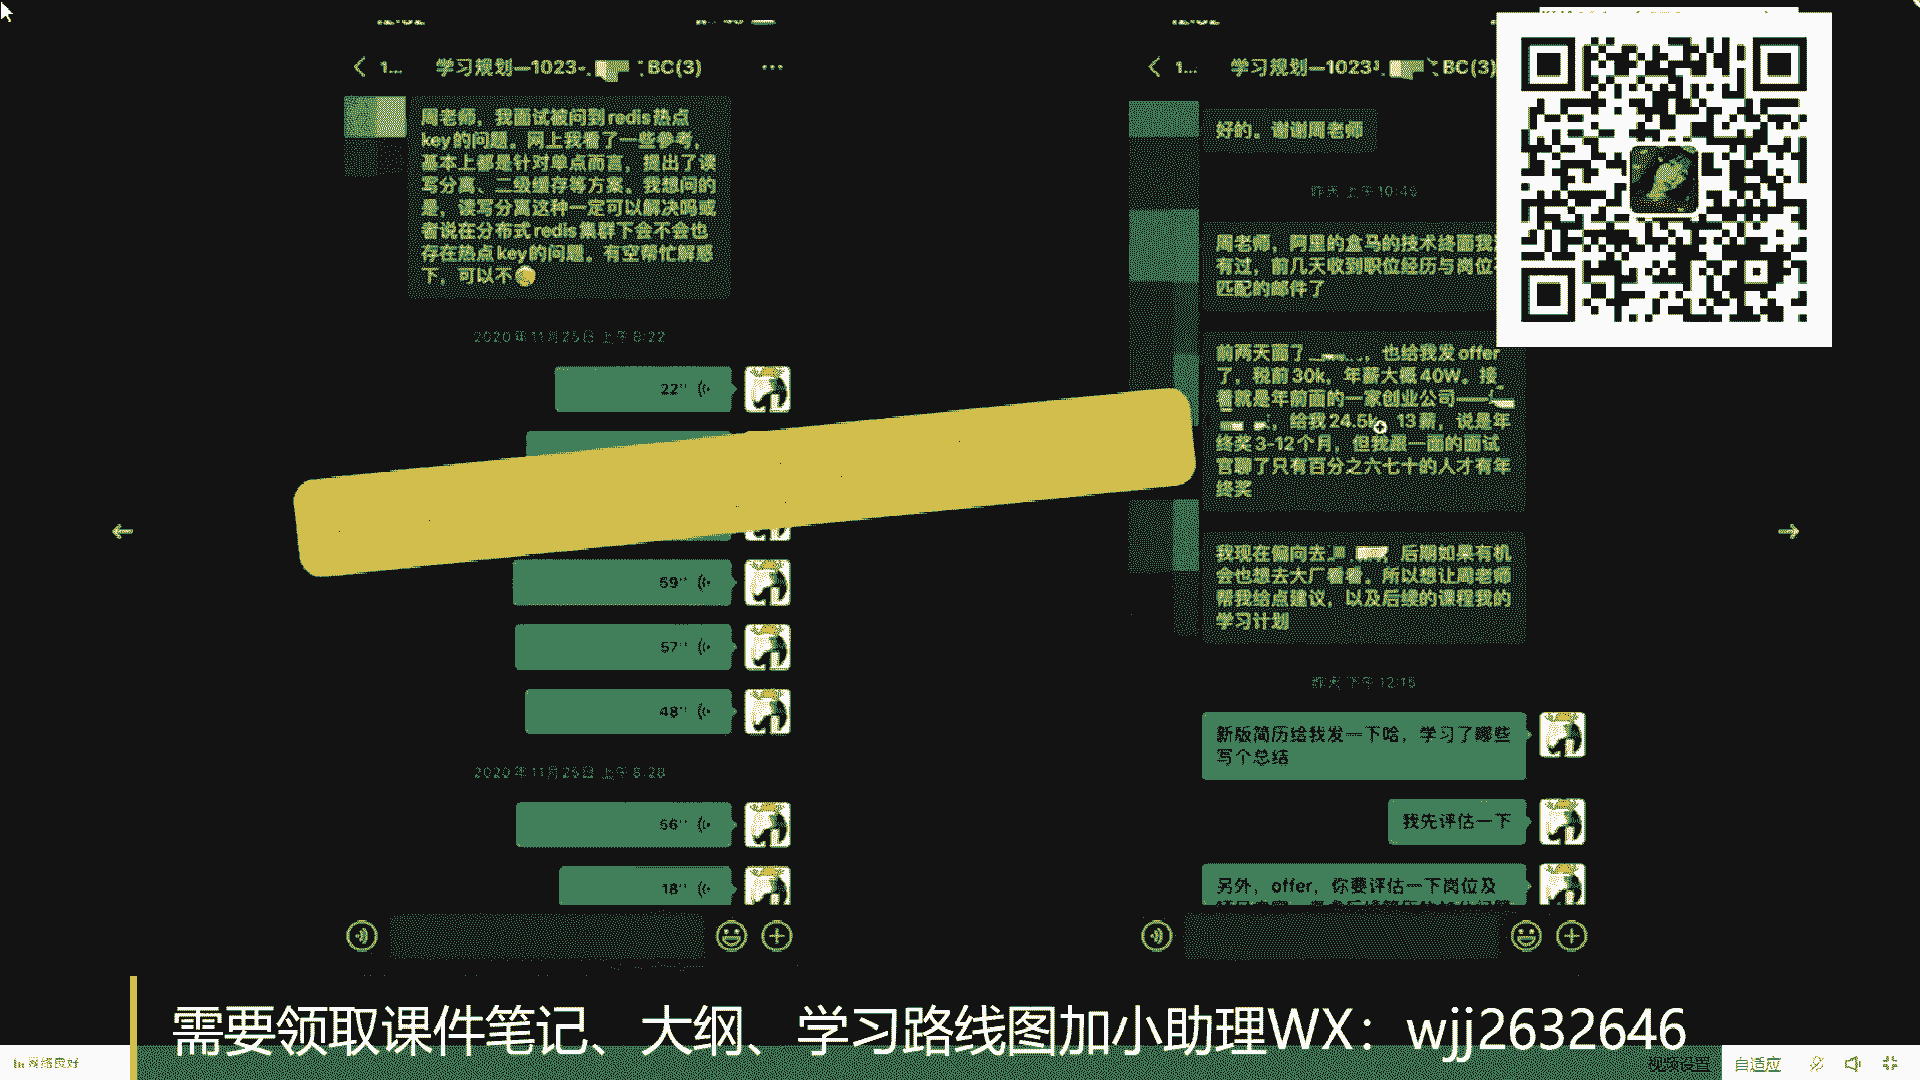 1... 学习规划—1023- BC(3) ...
周老师，我面试被问到redis热点
key的问题。网上我看了一些参考，
基本上都是针对单点而言，提出了读
写分离、二级缓存等方案。我想问的
是，读写分离这种一定可以解决吗或
者说在分布式redis集群下会不会也
存在热点key的问题。有空帮忙解惑
下，可以不
2020年11月25日 上午8:22
22''
59''
57''
48''
2020年11月25日 上午8:28
56''
18''
1... 学习规划—1023 BC(3)
好的。谢谢周老师
昨天 上午10:45
周老师，阿里的盒马的技术终面我
有过，前几天收到职位经历与岗位
匹配的邮件了
前两天面了 ，也给我发offer
了，税前30k，年薪大概40W。接
着就是年前面的一家创业公司——
，给我24.5k，13薪，说是年
终奖3-12个月，但我跟一面的面试
官聊了只有百分之六七十的人才有年
终奖
我现在偏向去 后期如果有机
会也想去大厂看看。所以想让周老师
帮我给点建议，以及后续的课程我的
学习计划
昨天 下午12:15
新版简历给我发一下哈，学习了哪些
写个总结
我先评估一下
另外，offer，你要评估一下岗位及
需要领取课件笔记、大纲、学习路线图加小助理WX：wjj2632646
网络良好
视频设置 自适应